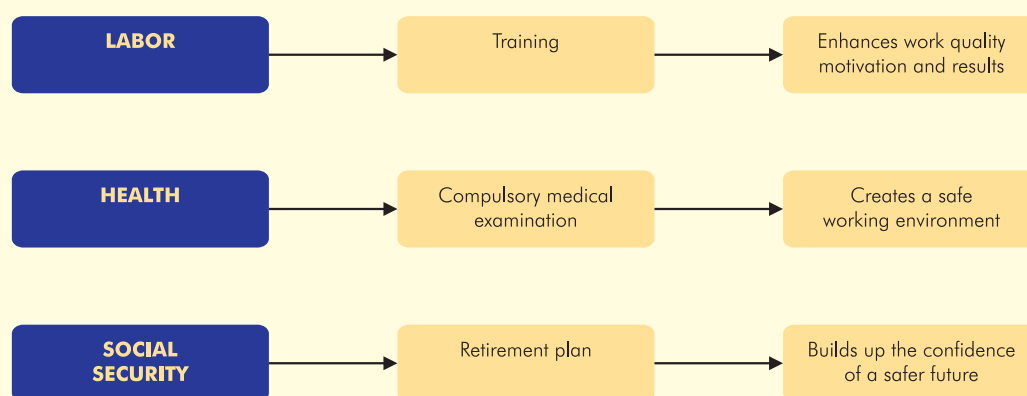 LABOR
Training
Enhances work quality
motivation and results
HEALTH
Compulsory medical
examination
Creates a safe
working environment
SOCIAL
SECURITY
Retirement plan
Builds up the confidence
of a safer future